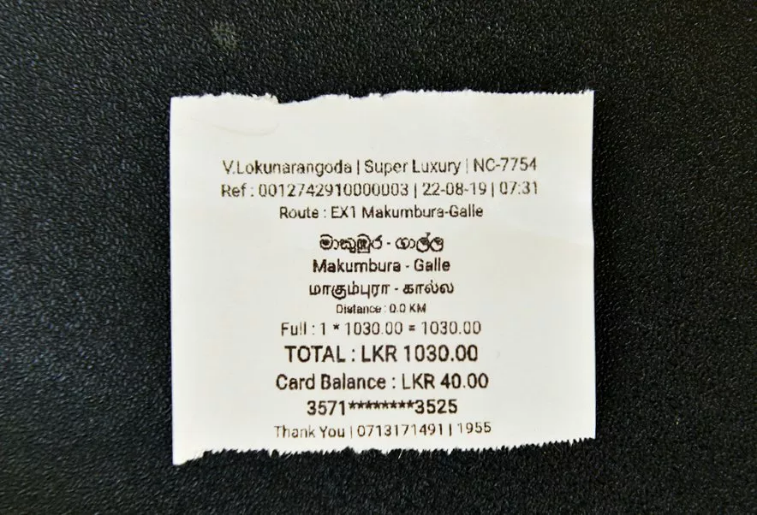 V.Lokunarangoda | Super Luxury | NC-7754
Ref : 0012742910000003 | 22-08-19 | 07:31
Route : EX1 Makumbura-Galle
මාකුඹුර - ගාල්ල
Makumbura - Galle
மாகும்புரா - காலல
Distance : 0.0 KM
Full : 1 * 1030.00 = 1030.00
TOTAL : LKR 1030.00
Card Balance : LKR 40.00
3571********3525
Thank You | 0713171491 | 1955